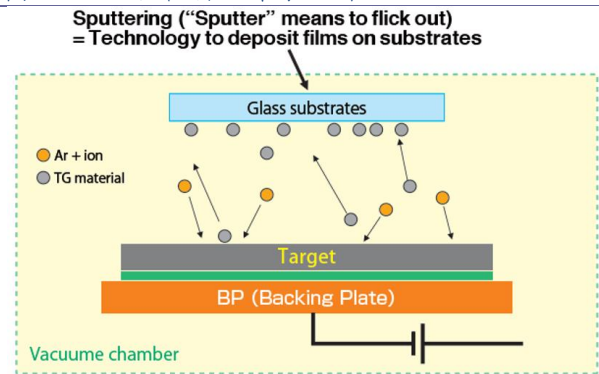 Sputtering (“Sputter” means to flick out)
= Technology to deposit films on substrates
Glass substrates
Ar + ion
TG material
Target
BP (Backing Plate)
Vacuume chamber